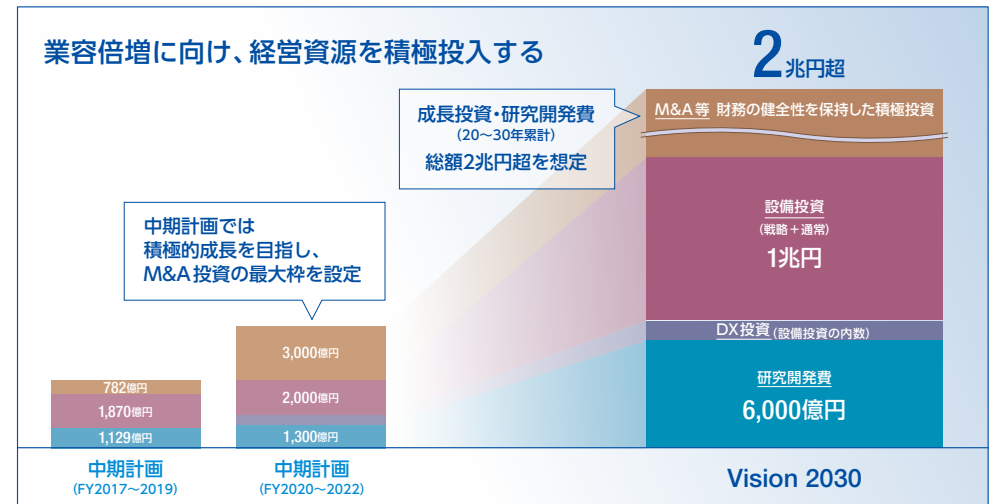 業容倍増に向け、経営資源を積極投入する
2兆円超
成長投資・研究開発費
(20~30年累計)
総額2兆円超を想定
M&A等 財務の健全性を保持した積極投資
設備投資
(戦略+通常)
1兆円
DX投資(設備投資の内数)
研究開発費
6,000億円
中期計画では
積極的成長を目指し、
M&A投資の最大枠を設定
782億円
1,870億円
1,129億円
3,000億円
2,000億円
1,300億円
中期計画
(FY2017~2019)
中期計画
(FY2020~2022)
Vision 2030